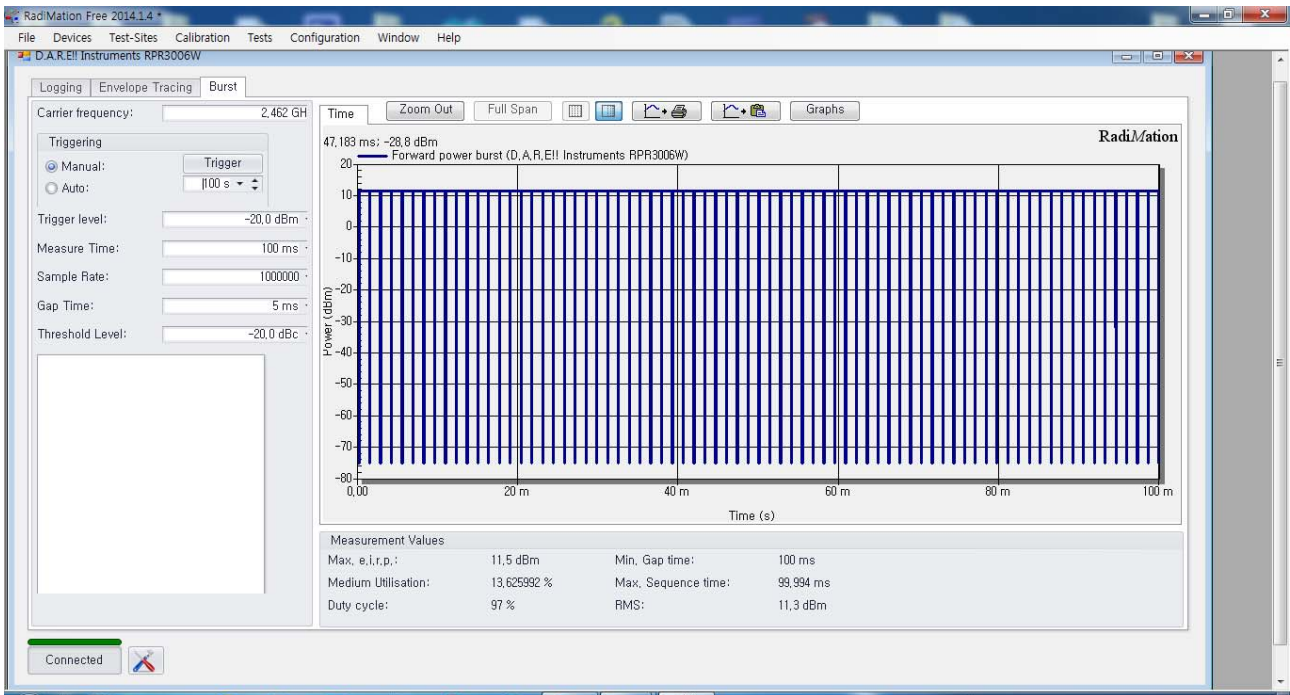 RadiMation Free 2014.1.4 *
File Devices Test-Sites Calibration Tests Configuration Window Help
D.A.R.E!! Instruments RPR3006W
Logging Envelope Tracing Burst
Carrier frequency: 2,462 GH
Triggering
Manual: Trigger
Auto: 100 s
Trigger level: -20,0 dBm
Measure Time: 100 ms
Sample Rate: 1000000
Gap Time: 5 ms
Threshold Level: -20,0 dBc
Time Zoom Out Full Span Graphs
47,183 ms; -28,8 dBm
RadiMation
Forward power burst (D,A,R,E!! Instruments RPR3006W)
Power (dBm)
20
10
0
-10
-20
-30
-40
-50
-60
-70
-80
0,00 20 m 40 m 60 m 80 m 100 m
Time (s)
Measurement Values
Max, e,i,r,p,: 11,5 dBm Min, Gap time: 100 ms
Medium Utilisation: 13,625992 % Max, Sequence time: 99,994 ms
Duty cycle: 97 % RMS: 11,3 dBm
Connected